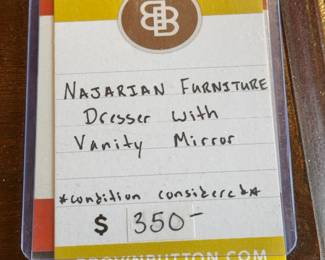 NAJARIAN FURNITURE
Dresser with
Vanity Mirror
*condition considered*
$ 350-